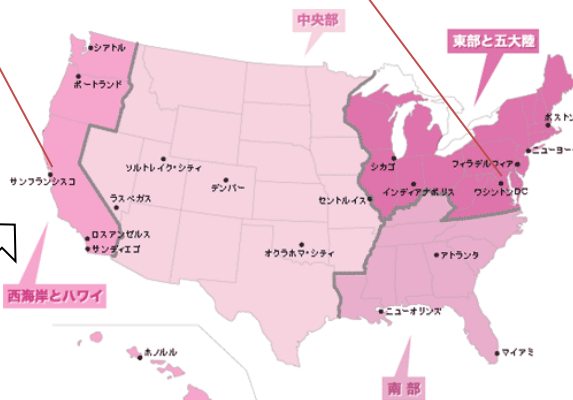 中央部
東部と五大陸
シアトル
ポートランド
ボスト
ニューヨー
フィラデルフィア
ワシントンDC
シカゴ
インディアナポリス
セントルイス
ソルトレイク・シティ
デンバー
サンフランシスコ
ラスベガス
ロスアンゼルス
サンディエゴ
オクラホマ・シティ
アトランタ
西海岸とハワイ
ニューオリンズ
ホノルル
マイアミ
南部